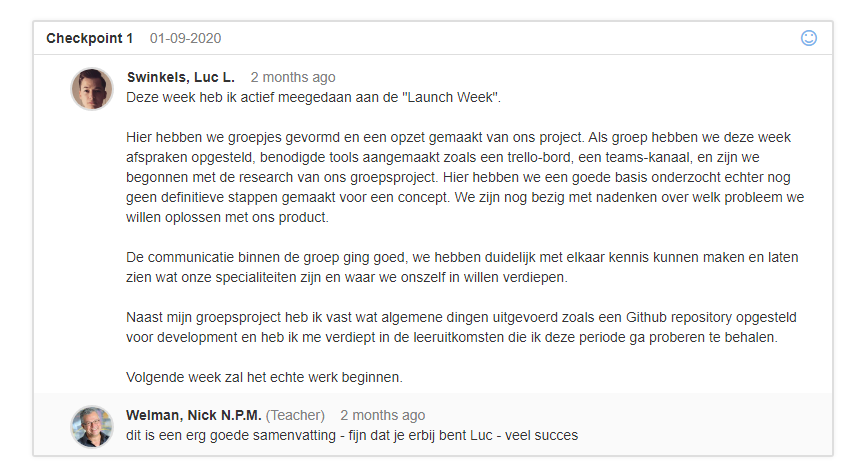 Checkpoint 1 01-09-2020
Swinkels, Luc L. 2 months ago
Deze week heb ik actief meegedaan aan de "Launch Week".
Hier hebben we groepjes gevormd en een opzet gemaakt van ons project. Als groep hebben we deze week
afspraken opgesteld, benodigde tools aangemaakt zoals een trello-bord, een teams-kanaal, en zijn we
begonnen met de research van ons groepsproject. Hier hebben we een goede basis onderzocht echter nog
geen definitieve stappen gemaakt voor een concept. We zijn nog bezig met nadenken over welk probleem we
willen oplossen met ons product.
De communicatie binnen de groep ging goed, we hebben duidelijk met elkaar kennis kunnen maken en laten
zien wat onze specialiteiten zijn en waar we onszelf in willen verdiepen.
Naast mijn groepsproject heb ik vast wat algemene dingen uitgevoerd zoals een Github repository opgesteld
voor development en heb ik me verdiept in de leeruitkomsten die ik deze periode ga proberen te behalen.
Volgende week zal het echte werk beginnen.
Welman, Nick N.P.M. (Teacher) 2 months ago
dit is een erg goede samenvatting - fijn dat je erbij bent Luc - veel succes